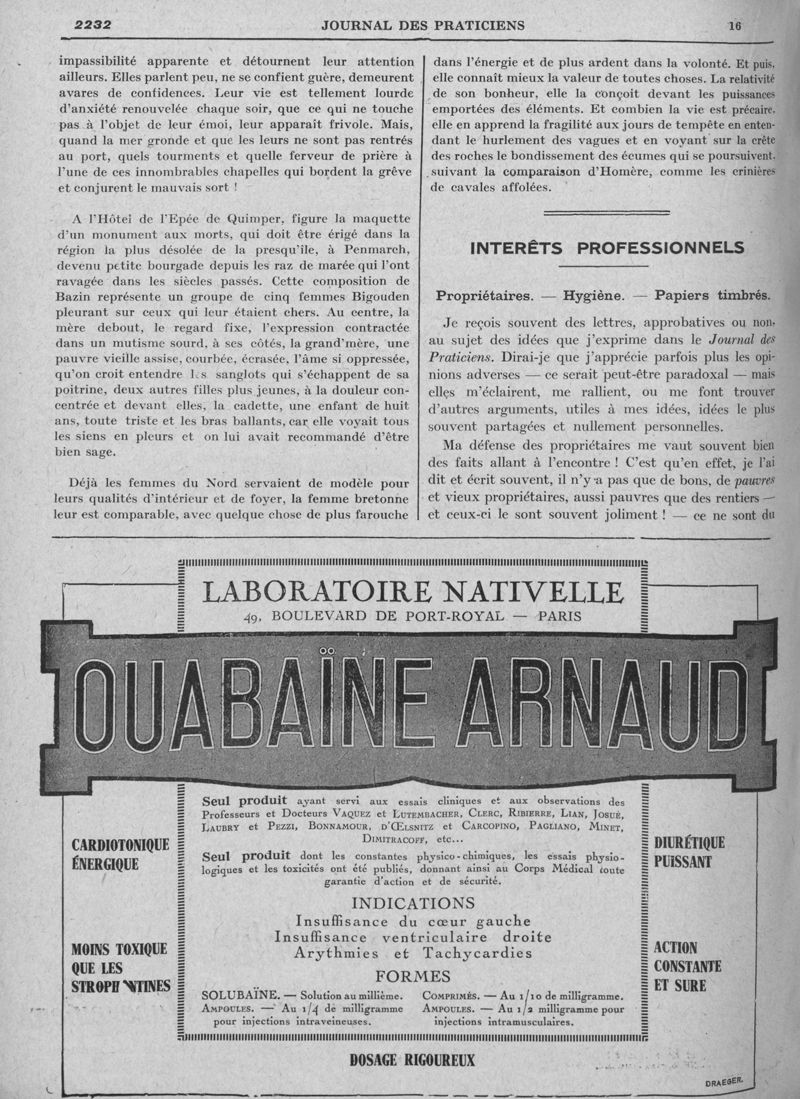 2232
JOURNAL DES PRATICIENS
16
impassibilité apparente et détournent leur attention
ailleurs. Elles parlent peu, ne se confient guère, demeurent
avares de confidences. Leur vie est tellement lourde
d'anxiété renouvelée chaque soir, que ce qui ne touche
pas à l'objet de leur émoi, leur apparaît frivole. Mais,
quand la mer gronde et que les leurs ne sont pas rentrés
au port, quels tourments et quelle ferveur de prière à
l'une de ces innombrables chapelles qui bordent la grêve
et conjurent le mauvais sort !
A l'Hôtel de l'Epée de Quimper, figure la maquette
d'un monument aux morts, qui doit être érigé dans la
région la plus désolée de la presqu'île, à Penmarch,
devenu petite bourgade depuis les raz de marée qui l'ont
ravagée dans les siècles passés. Cette composition de
Bazin représente un groupe de cinq femmes Bigouden
pleurant sur ceux qui leur étaient chers. Au centre, la
mère debout, le regard fixe, l'expression contractée
dans un mutisme sourd, à ses côtés, la grand'mère, une
pauvre vieille assise, courbée, écrasée, l'âme si oppressée,
qu'on croit entendre les sanglots qui s'échappent de sa
poitrine, deux autres filles plus jeunes, à la douleur con-
centrée et devant elles, la cadette, une enfant de huit
ans, toute triste et les bras ballants, car elle voyait tous
les siens en pleurs et on lui avait recommandé d'être
bien sage.
Déjà les femmes du Nord servaient de modèle pour
leurs qualités d'intérieur et de foyer, la femme bretonne
leur est comparable, avec quelque chose de plus farouche
dans l'énergie et de plus ardent dans la volonté. Et puis,
elle connaît mieux la valeur de toutes choses. La relativité
de son bonheur, elle la conçoit devant les puissances
emportées des éléments. Et combien la vie est précaire,
elle en apprend la fragilité aux jours de tempête en enten-
dant le hurlement des vagues et en voyant sur la crête
des roches le bondissement des écumes qui se poursuivent,
suivant la comparaison d'Homère, comme les crinières
de cavales affolées.
INTERÊTS PROFESSIONNELS
Propriétaires. — Hygiène. — Papiers timbrés.
Je reçois souvent des lettres, approbatives ou non,
au sujet des idées que j'exprime dans le Journal des
Praticiens. Dirai-je que j'apprécie parfois plus les opi-
nions adverses — ce serait peut-être paradoxal — mais
elles m'éclairent, me rallient, ou me font trouver
d'autres arguments, utiles à mes idées, idées le plus
souvent partagées et nullement personnelles.
Ma défense des propriétaires me vaut souvent bien
des faits allant à l'encontre ! C'est qu'en effet, je l'ai
dit et écrit souvent, il n'y a pas que de bons, de pauvres
et vieux propriétaires, aussi pauvres que des rentiers —
et ceux-ci le sont souvent joliment ! — ce ne sont du
LABORATOIRE NATIVELLE
49, BOULEVARD DE PORT-ROYAL — PARIS
OUABAÏNE ARNAUD
Seul produit ayant servi aux essais cliniques et aux observations des
Professeurs et Docteurs VAQUEZ et LUTEMBACHER, CLERC, RIBIERRE, LIAN, JOSUÉ,
LAUBRY et PEZZI, BONNAMOUR, D'ŒLSNITZ et CARCOPINO, PAGLIANO, MINET,
DIMITRACOFF, etc...
Seul produit dont les constantes physico-chimiques, les essais physio-
logiques et les toxicités ont été publiés, donnant ainsi au Corps Médical toute
garantie d'action et de sécurité.
CARDIOTONIQUE
ÉNERGIQUE
DIURÉTIQUE
PUISSANT
INDICATIONS
Insuffisance du cœur gauche
Insuffisance ventriculaire droite
Arythmies et Tachycardies
MOINS TOXIQUE
QUE LES
STROPHANTINES
ACTION
CONSTANTE
ET SURE
FORMES
SOLUBAÏNE. — Solution au millième.
AMPOULES. — Au 1/4 de milligramme
pour injections intraveineuses.
COMPRIMÉS. — Au 1/10 de milligramme.
AMPOULES. — Au 1/2 milligramme pour
injections intramusculaires.
DOSAGE RIGOUREUX
DRAEGER.